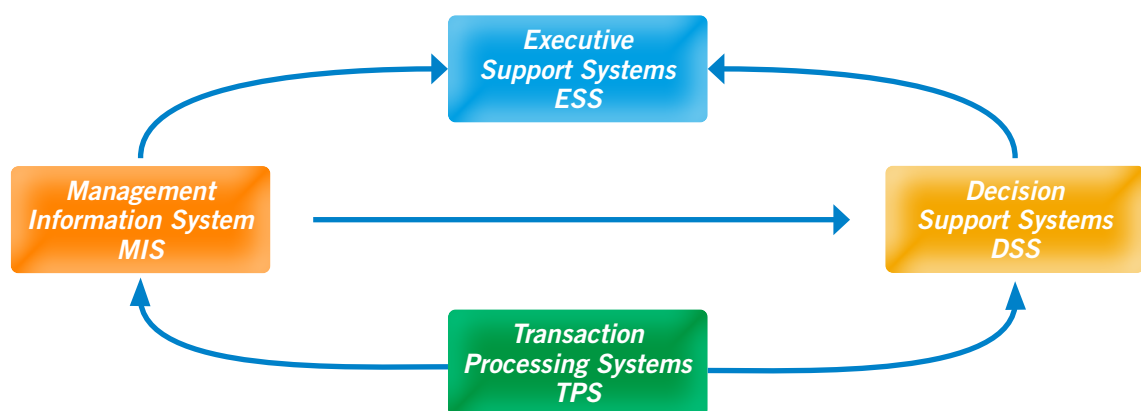 Executive
Support Systems
ESS
Management
Information System
MIS
Decision
Support Systems
DSS
Transaction
Processing Systems
TPS